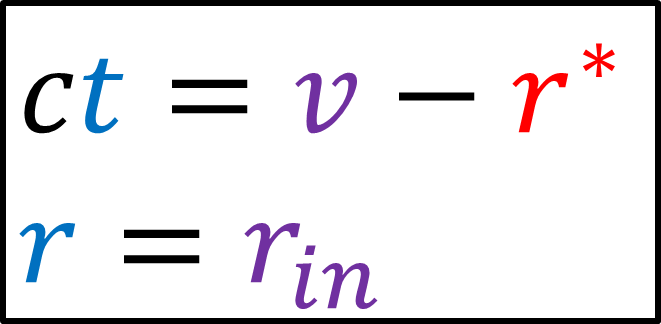 ct = v − r*
r = r_in